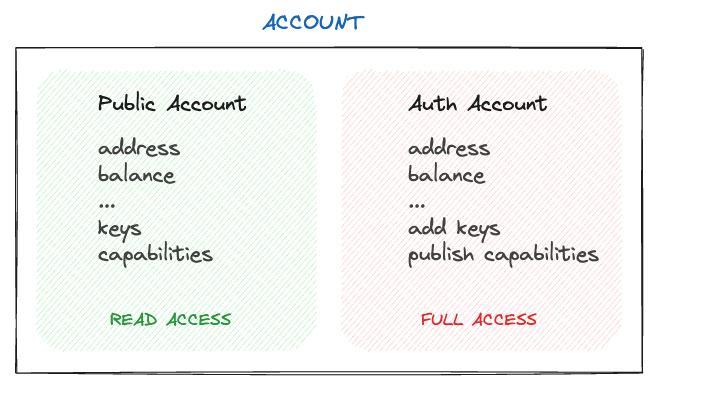 ACCOUNT
Public Account
address
balance
...
keys
capabilities
READ ACCESS
Auth Account
address
balance
...
add keys
publish capabilities
FULL ACCESS